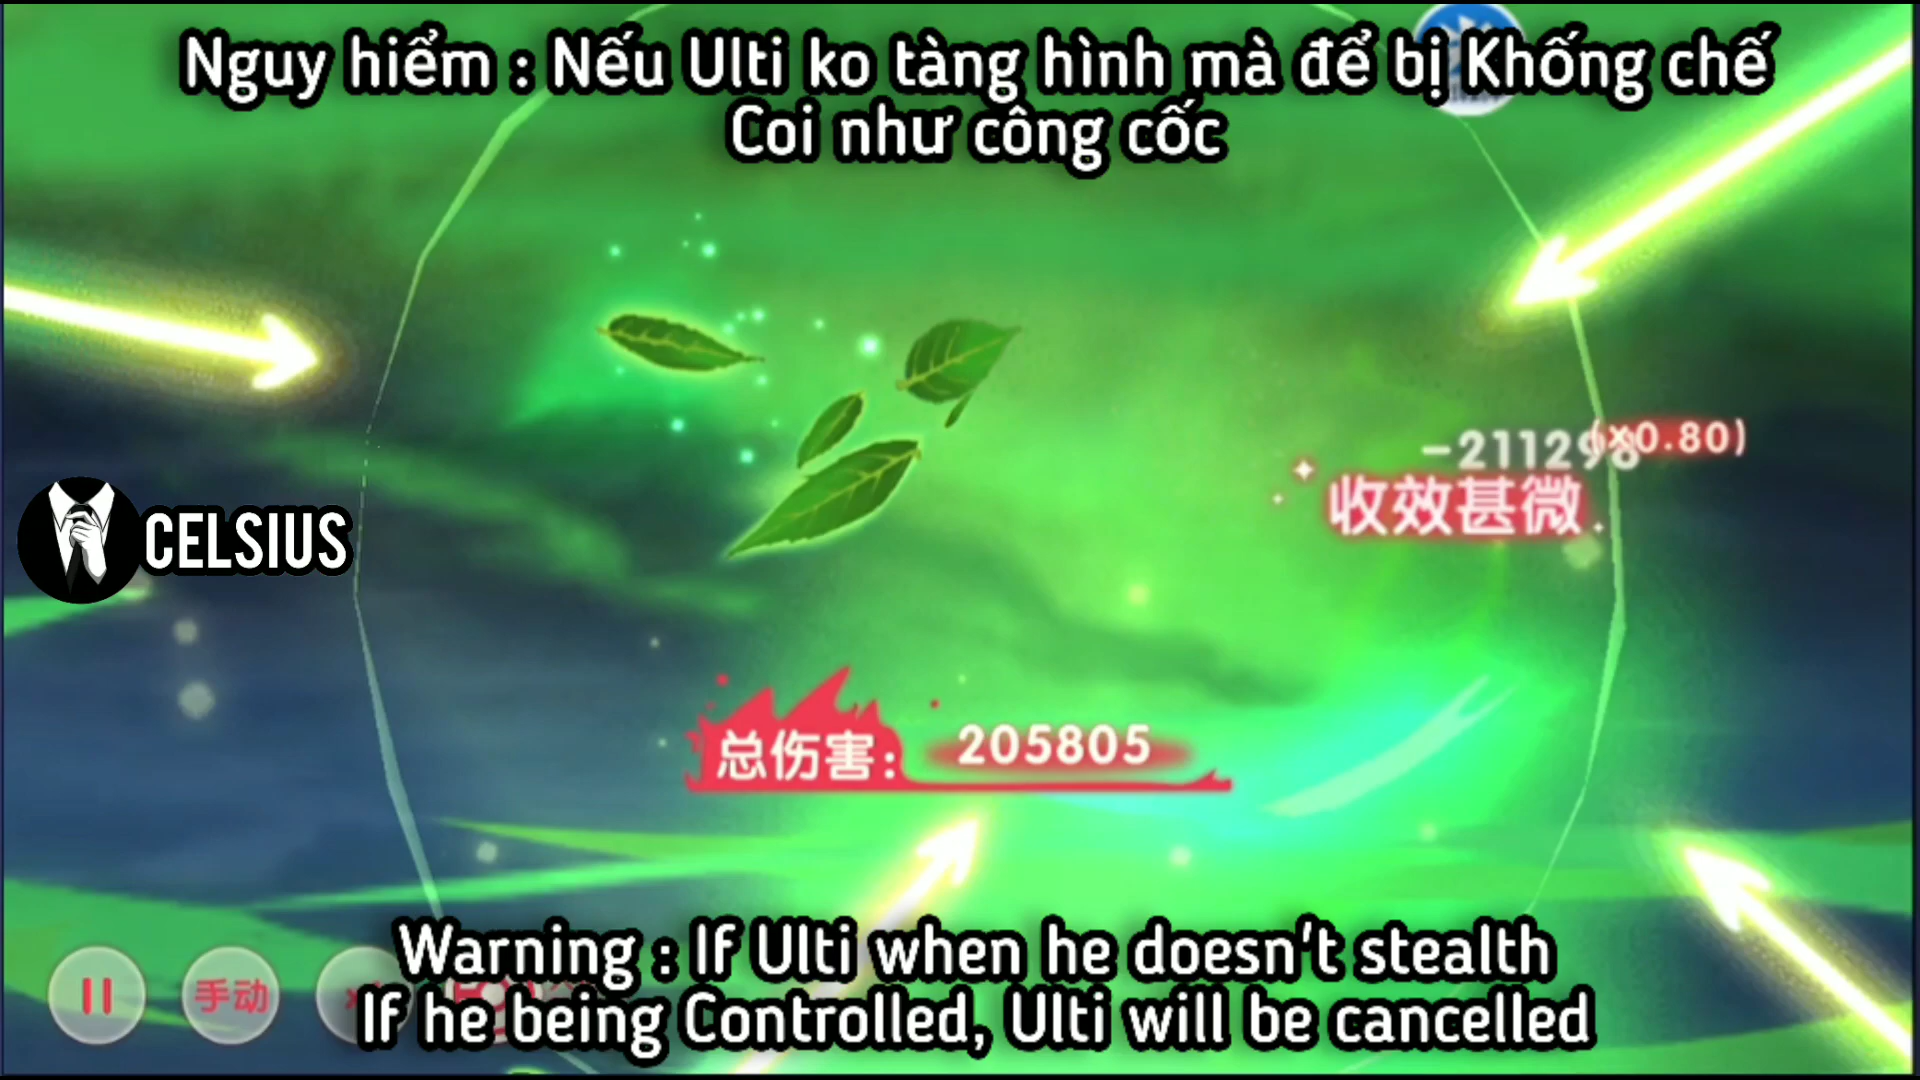 Nguy hiểm : Nếu Ulti ko tàng hình mà để bị Khống chế
Coi như công cốc
-211298
(x0.80)
收效甚微
CELSIUS
总伤害:
205805
手动
Warning : If Ulti when he doesn't stealth
If he being Controlled, Ulti will be cancelled